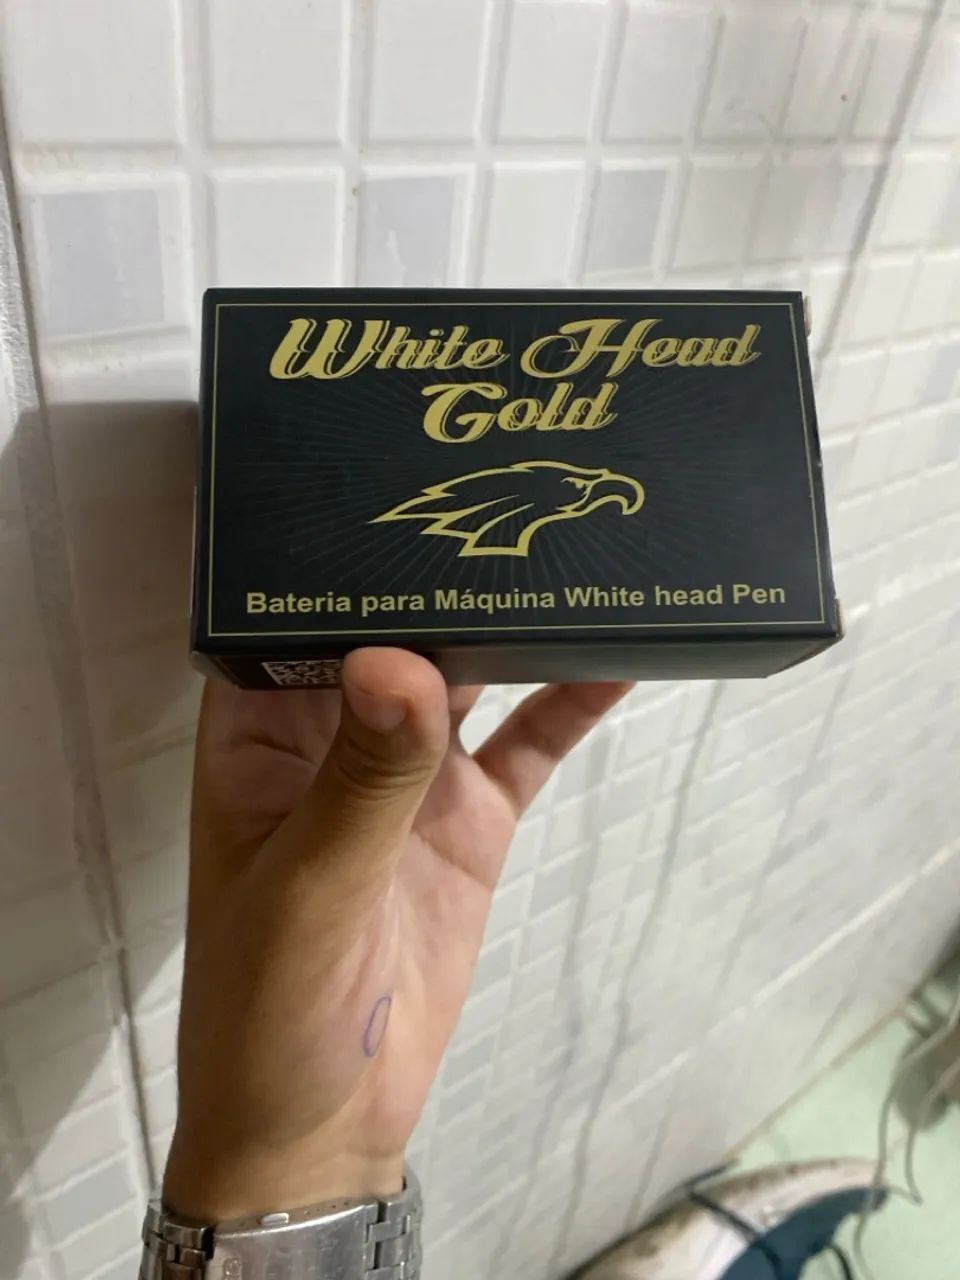 White Head
Gold
Bateria para Máquina White head Pen